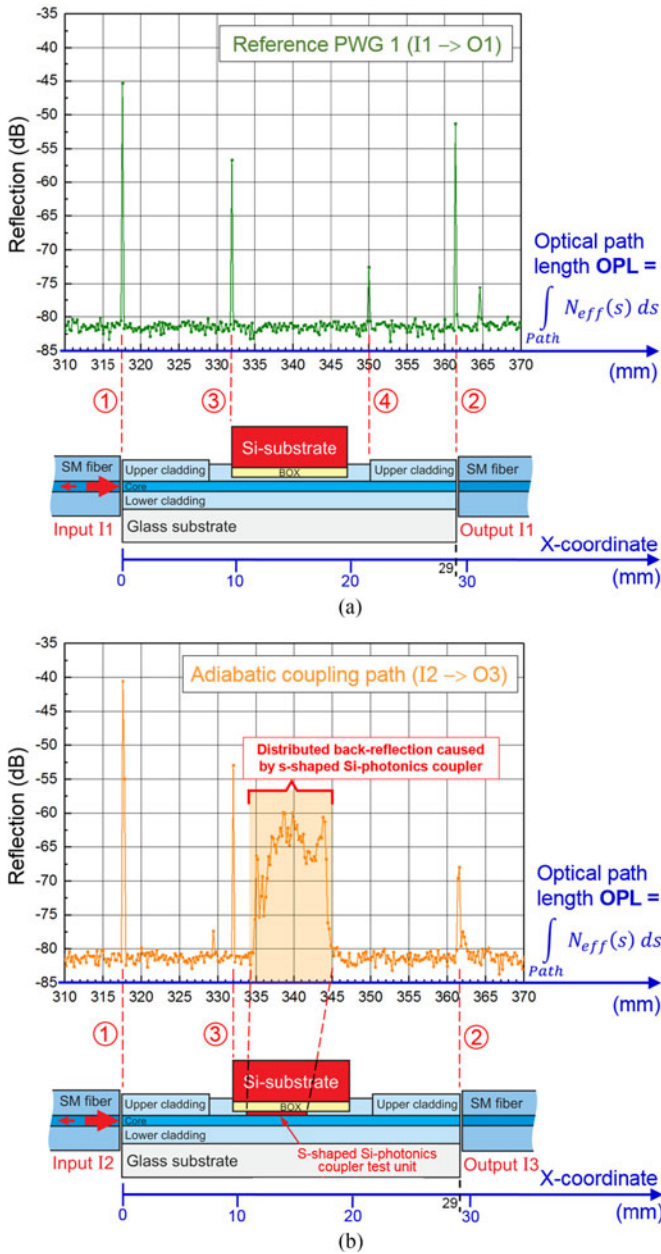 Reference PWG 1 (I1 -> O1)
Reflection (dB)
-35
-40
-45
-50
-55
-60
-65
-70
-75
-80
-85
310 315 320 325 330 335 340 345 350 355 360 365 370
Optical path
length OPL =
∫ Neff(s) ds
Path
(mm)
① ③ ④ ②
Si-substrate
SM fiber
Upper cladding
BOX
Upper cladding
SM fiber
Core
Lower cladding
Input I1
Glass substrate
Output I1
X-coordinate
0 10 20 29 30
(mm)
(a)
Adiabatic coupling path (I2 -> O3)
Reflection (dB)
-35
-40
-45
-50
-55
-60
-65
-70
-75
-80
-85
Distributed back-reflection caused
by s-shaped Si-photonics coupler
310 315 320 325 330 335 340 345 350 355 360 365 370
Optical path
length OPL =
∫ Neff(s) ds
Path
(mm)
① ③ ②
Si-substrate
SM fiber
Upper cladding
BOX
Upper cladding
SM fiber
Core
Lower cladding
S-shaped Si-photonics
coupler test unit
Input I2
Glass substrate
Output I3
X-coordinate
0 10 20 29 30
(mm)
(b)